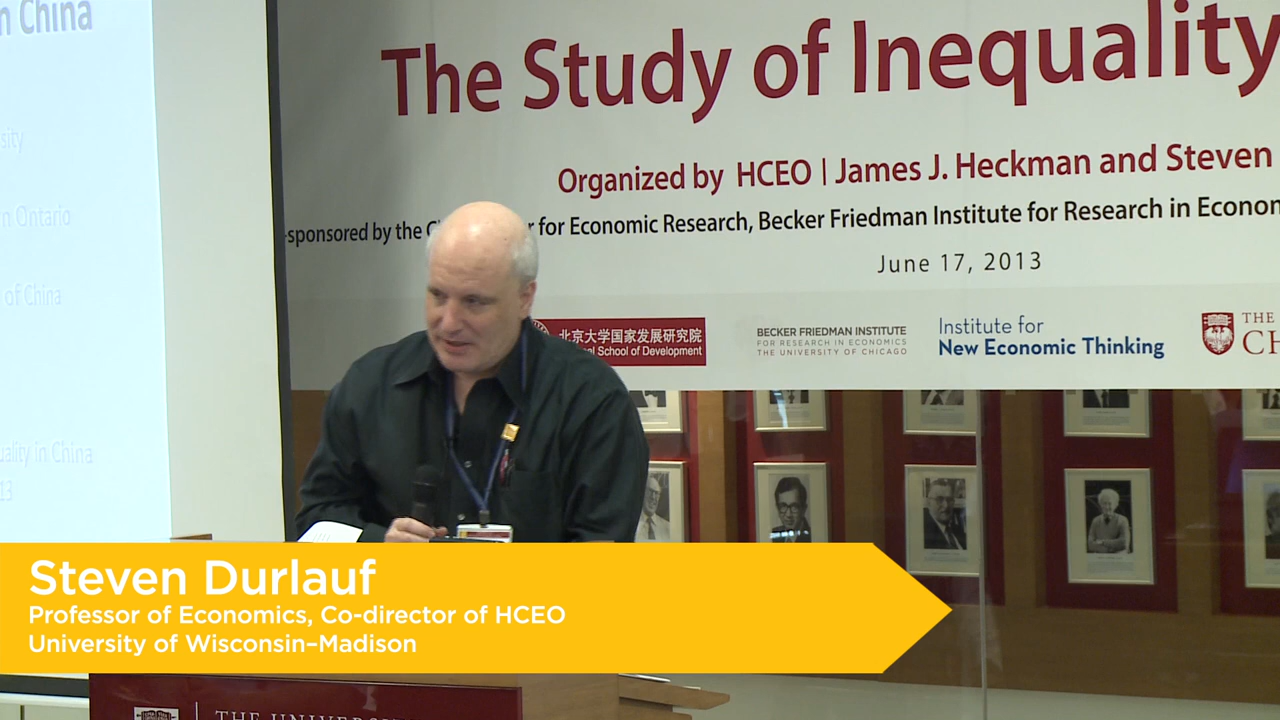 n China
sity
n Ontario
of China
uality in China
13
The Study of Inequality
Organized by HCEO | James J. Heckman and Steven
-sponsored by the C r for Economic Research, Becker Friedman Institute for Research in Econom
June 17, 2013
北京大学国家发展研究院
al School of Development
BECKER FRIEDMAN INSTITUTE
FOR RESEARCH IN ECONOMICS
THE UNIVERSITY OF CHICAGO
Institute for
New Economic Thinking
THE
CH
Steven Durlauf
Professor of Economics, Co-director of HCEO
University of Wisconsin–Madison
THE UNIVERSI